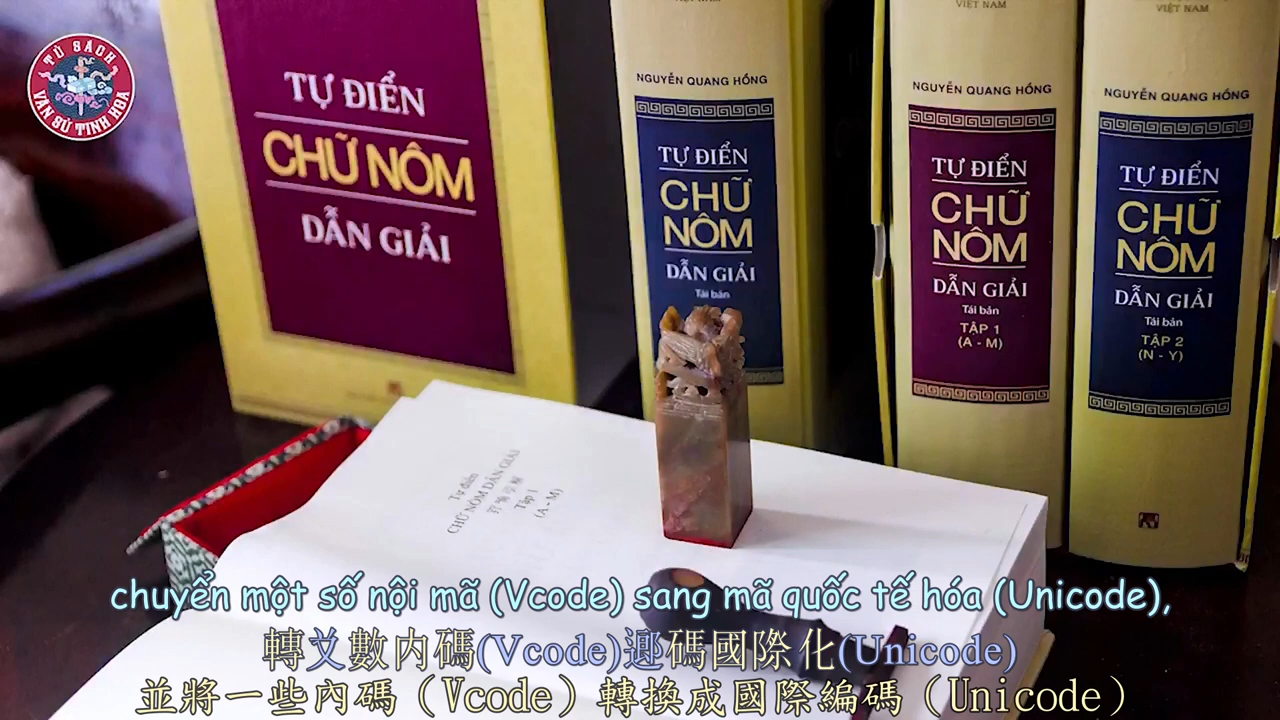 TỦ SÁCH
VĂN SỬ TINH HOA
TỰ ĐIỂN
CHỮ NÔM
DẪN GIẢI
NGUYỄN QUANG HỒNG
TỰ ĐIỂN
CHỮ
NÔM
DẪN GIẢI
Tái bản
VIỆT NAM
NGUYỄN QUANG HỒNG
TỰ ĐIỂN
CHỮ
NÔM
DẪN GIẢI
Tái bản
TẬP 1
(A - M)
VIỆT NAM
NGUYỄN QUANG HỒNG
TỰ ĐIỂN
CHỮ
NÔM
DẪN GIẢI
Tái bản
TẬP 2
(N - Y)
Tự điển
CHỮ NÔM DẪN GIẢI
Tập 1
(A - M)
chuyển một số nội mã (Vcode) sang mã quốc tế hóa (Unicode),
轉𠬠數内碼(Vcode)𨖅碼國際化(Unicode)
並將一些內碼（Vcode）轉換成國際編碼（Unicode）